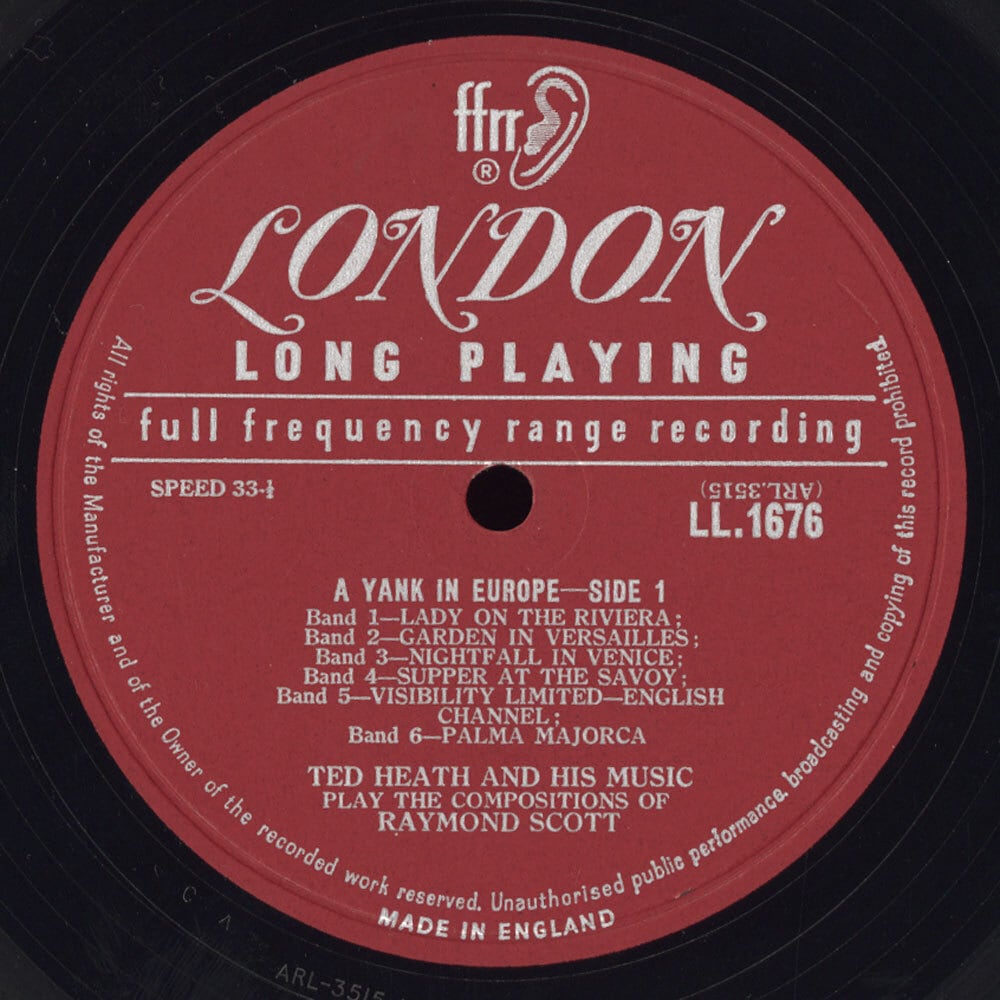 ffrr
®
LONDON
LONG PLAYING
full frequency range recording
SPEED 33⅓
(ARL.3515)
LL.1676
A YANK IN EUROPE—SIDE 1
Band 1—LADY ON THE RIVIERA;
Band 2—GARDEN IN VERSAILLES;
Band 3—NIGHTFALL IN VENICE;
Band 4—SUPPER AT THE SAVOY;
Band 5—VISIBILITY LIMITED—ENGLISH
CHANNEL;
Band 6—PALMA MAJORCA
TED HEATH AND HIS MUSIC
PLAY THE COMPOSITIONS OF
RAYMOND SCOTT
All rights of the Manufacturer and of the Owner of the recorded work reserved. Unauthorised public performance, broadcasting and copying of this record prohibited.
MADE IN ENGLAND
C A
ARL-3515